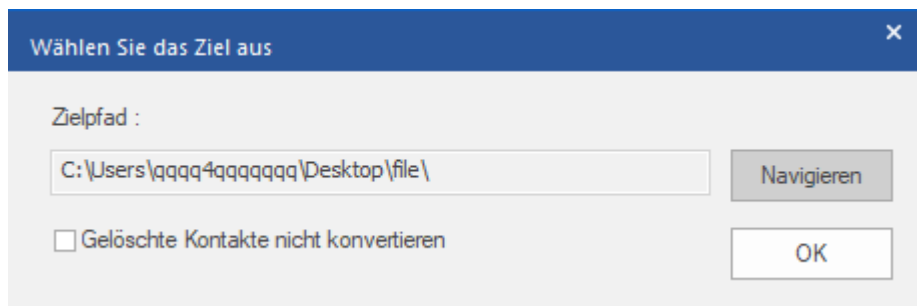 Wählen Sie das Ziel aus
Zielpfad :
C:\Users\qqqq4qqqqqqq\Desktop\file\
Navigieren
Gelöschte Kontakte nicht konvertieren
OK